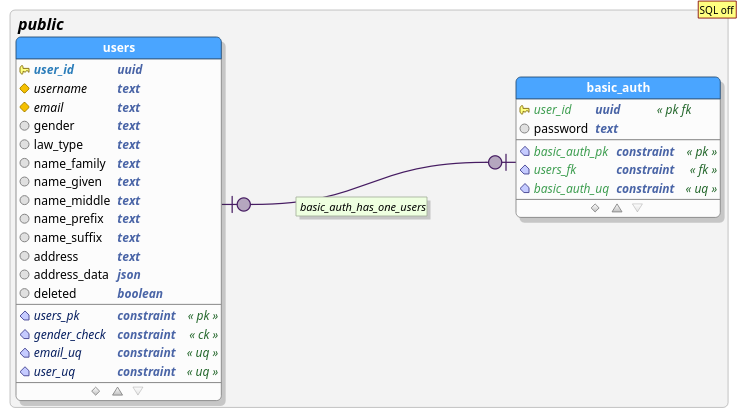 SQL off
public
users
user_id uuid
username text
email text
gender text
law_type text
name_family text
name_given text
name_middle text
name_prefix text
name_suffix text
address text
address_data json
deleted boolean
users_pk constraint « pk »
gender_check constraint « ck »
email_uq constraint « uq »
user_uq constraint « uq »
basic_auth_has_one_users
basic_auth
user_id uuid « pk fk
password text
basic_auth_pk constraint « pk »
users_fk constraint « fk »
basic_auth_uq constraint « uq »